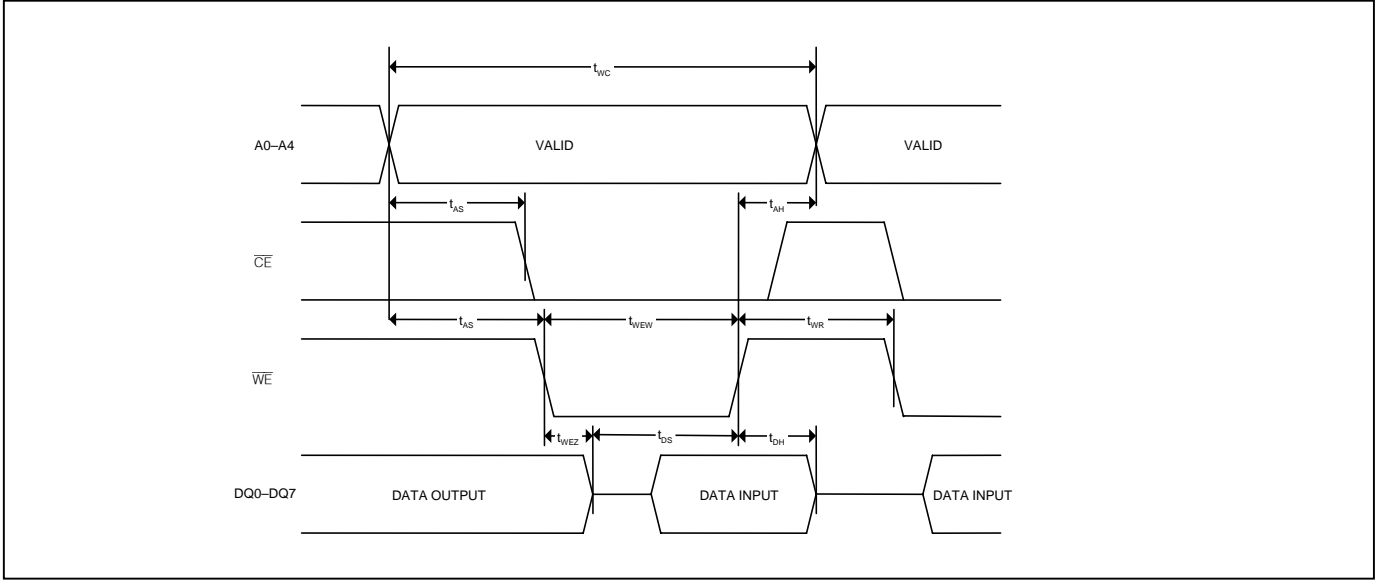 tWC
A0–A4
VALID
VALID
tAS
tAH
CE
tAS
tWEW
tWR
WE
tWEZ
tDS
tDH
DQ0–DQ7
DATA OUTPUT
DATA INPUT
DATA INPUT